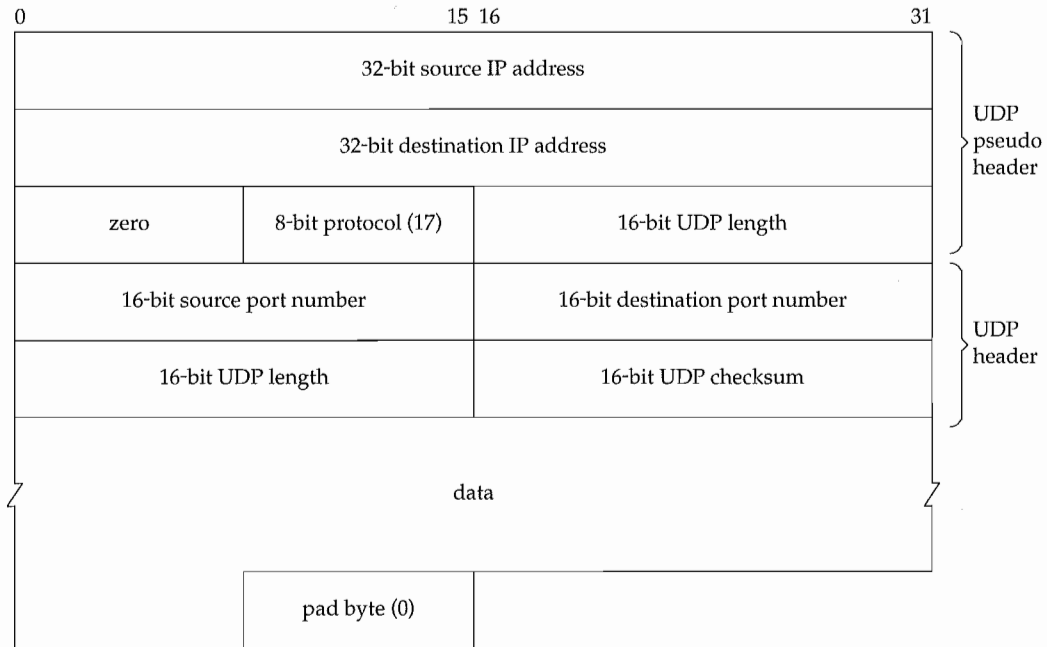 0 15 16 31
32-bit source IP address
32-bit destination IP address
UDP
pseudo
header
zero 8-bit protocol (17) 16-bit UDP length
16-bit source port number 16-bit destination port number
16-bit UDP length 16-bit UDP checksum
UDP
header
data
pad byte (0)